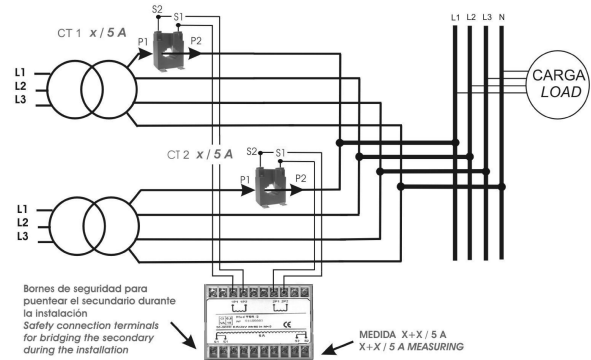 S2 S1
CT 1 x / 5 A
P1 P2
L1
L2
L3
L1 L2 L3 N
CARGA
LOAD
S2 S1
CT 2 x / 5 A
P1 P2
L1
L2
L3
Bornes de seguridad para
puentear el secundario durante
la instalación
Safety connection terminals
for bridging the secondary
during the installation
CE
5 A
MEDIDA X+X / 5 A
X+X / 5 A MEASURING